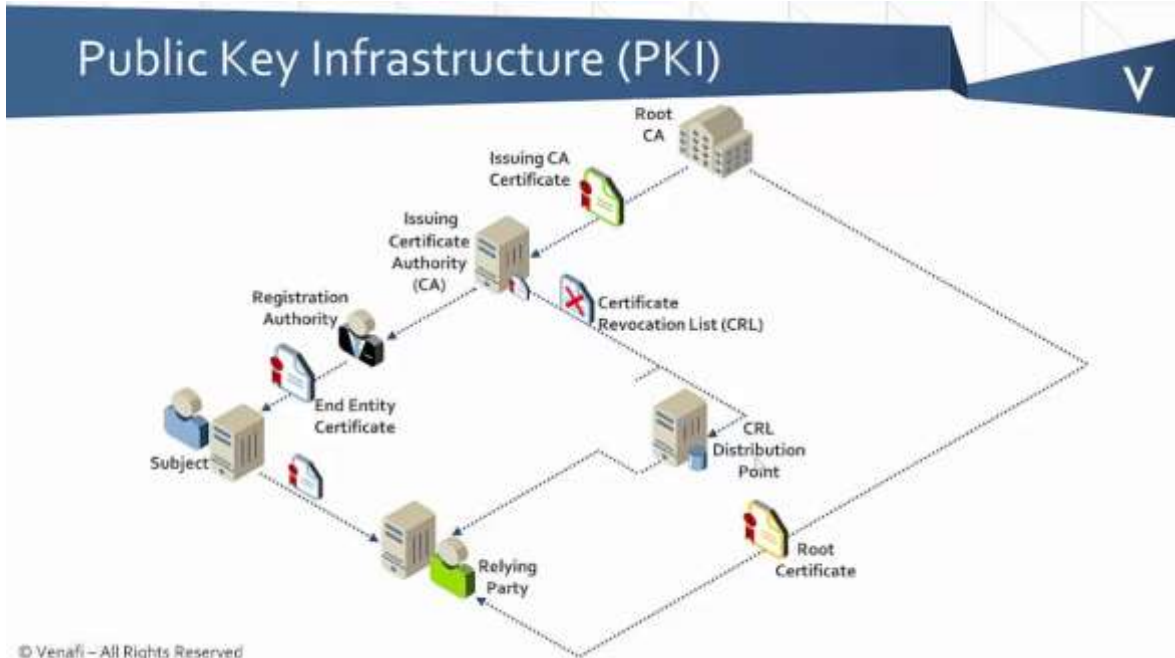 Public Key Infrastructure (PKI)
V
Root
CA
Issuing CA
Certificate
Issuing
Certificate
Authority
(CA)
Certificate
Revocation List (CRL)
Registration
Authority
End Entity
Certificate
CRL
Distribution
Point
Subject
Root
Certificate
Relying
Party
© Venafi – All Rights Reserved